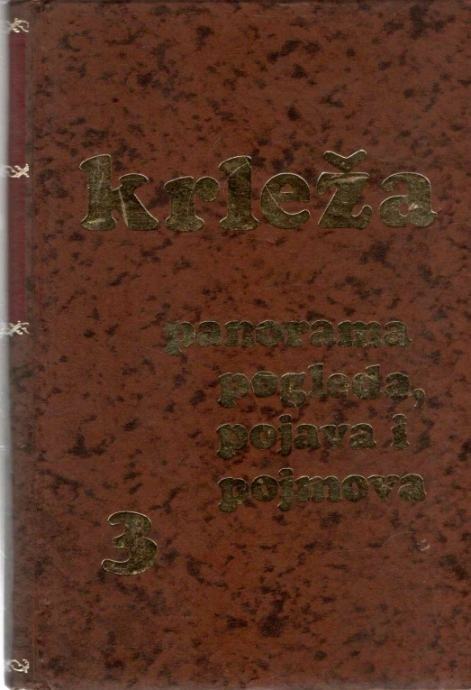 krleža
panorama
pogleda,
pojava i
pojmova
3